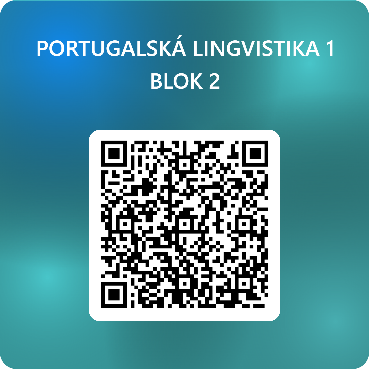 PORTUGALSKÁ LINGVISTIKA 1
BLOK 2